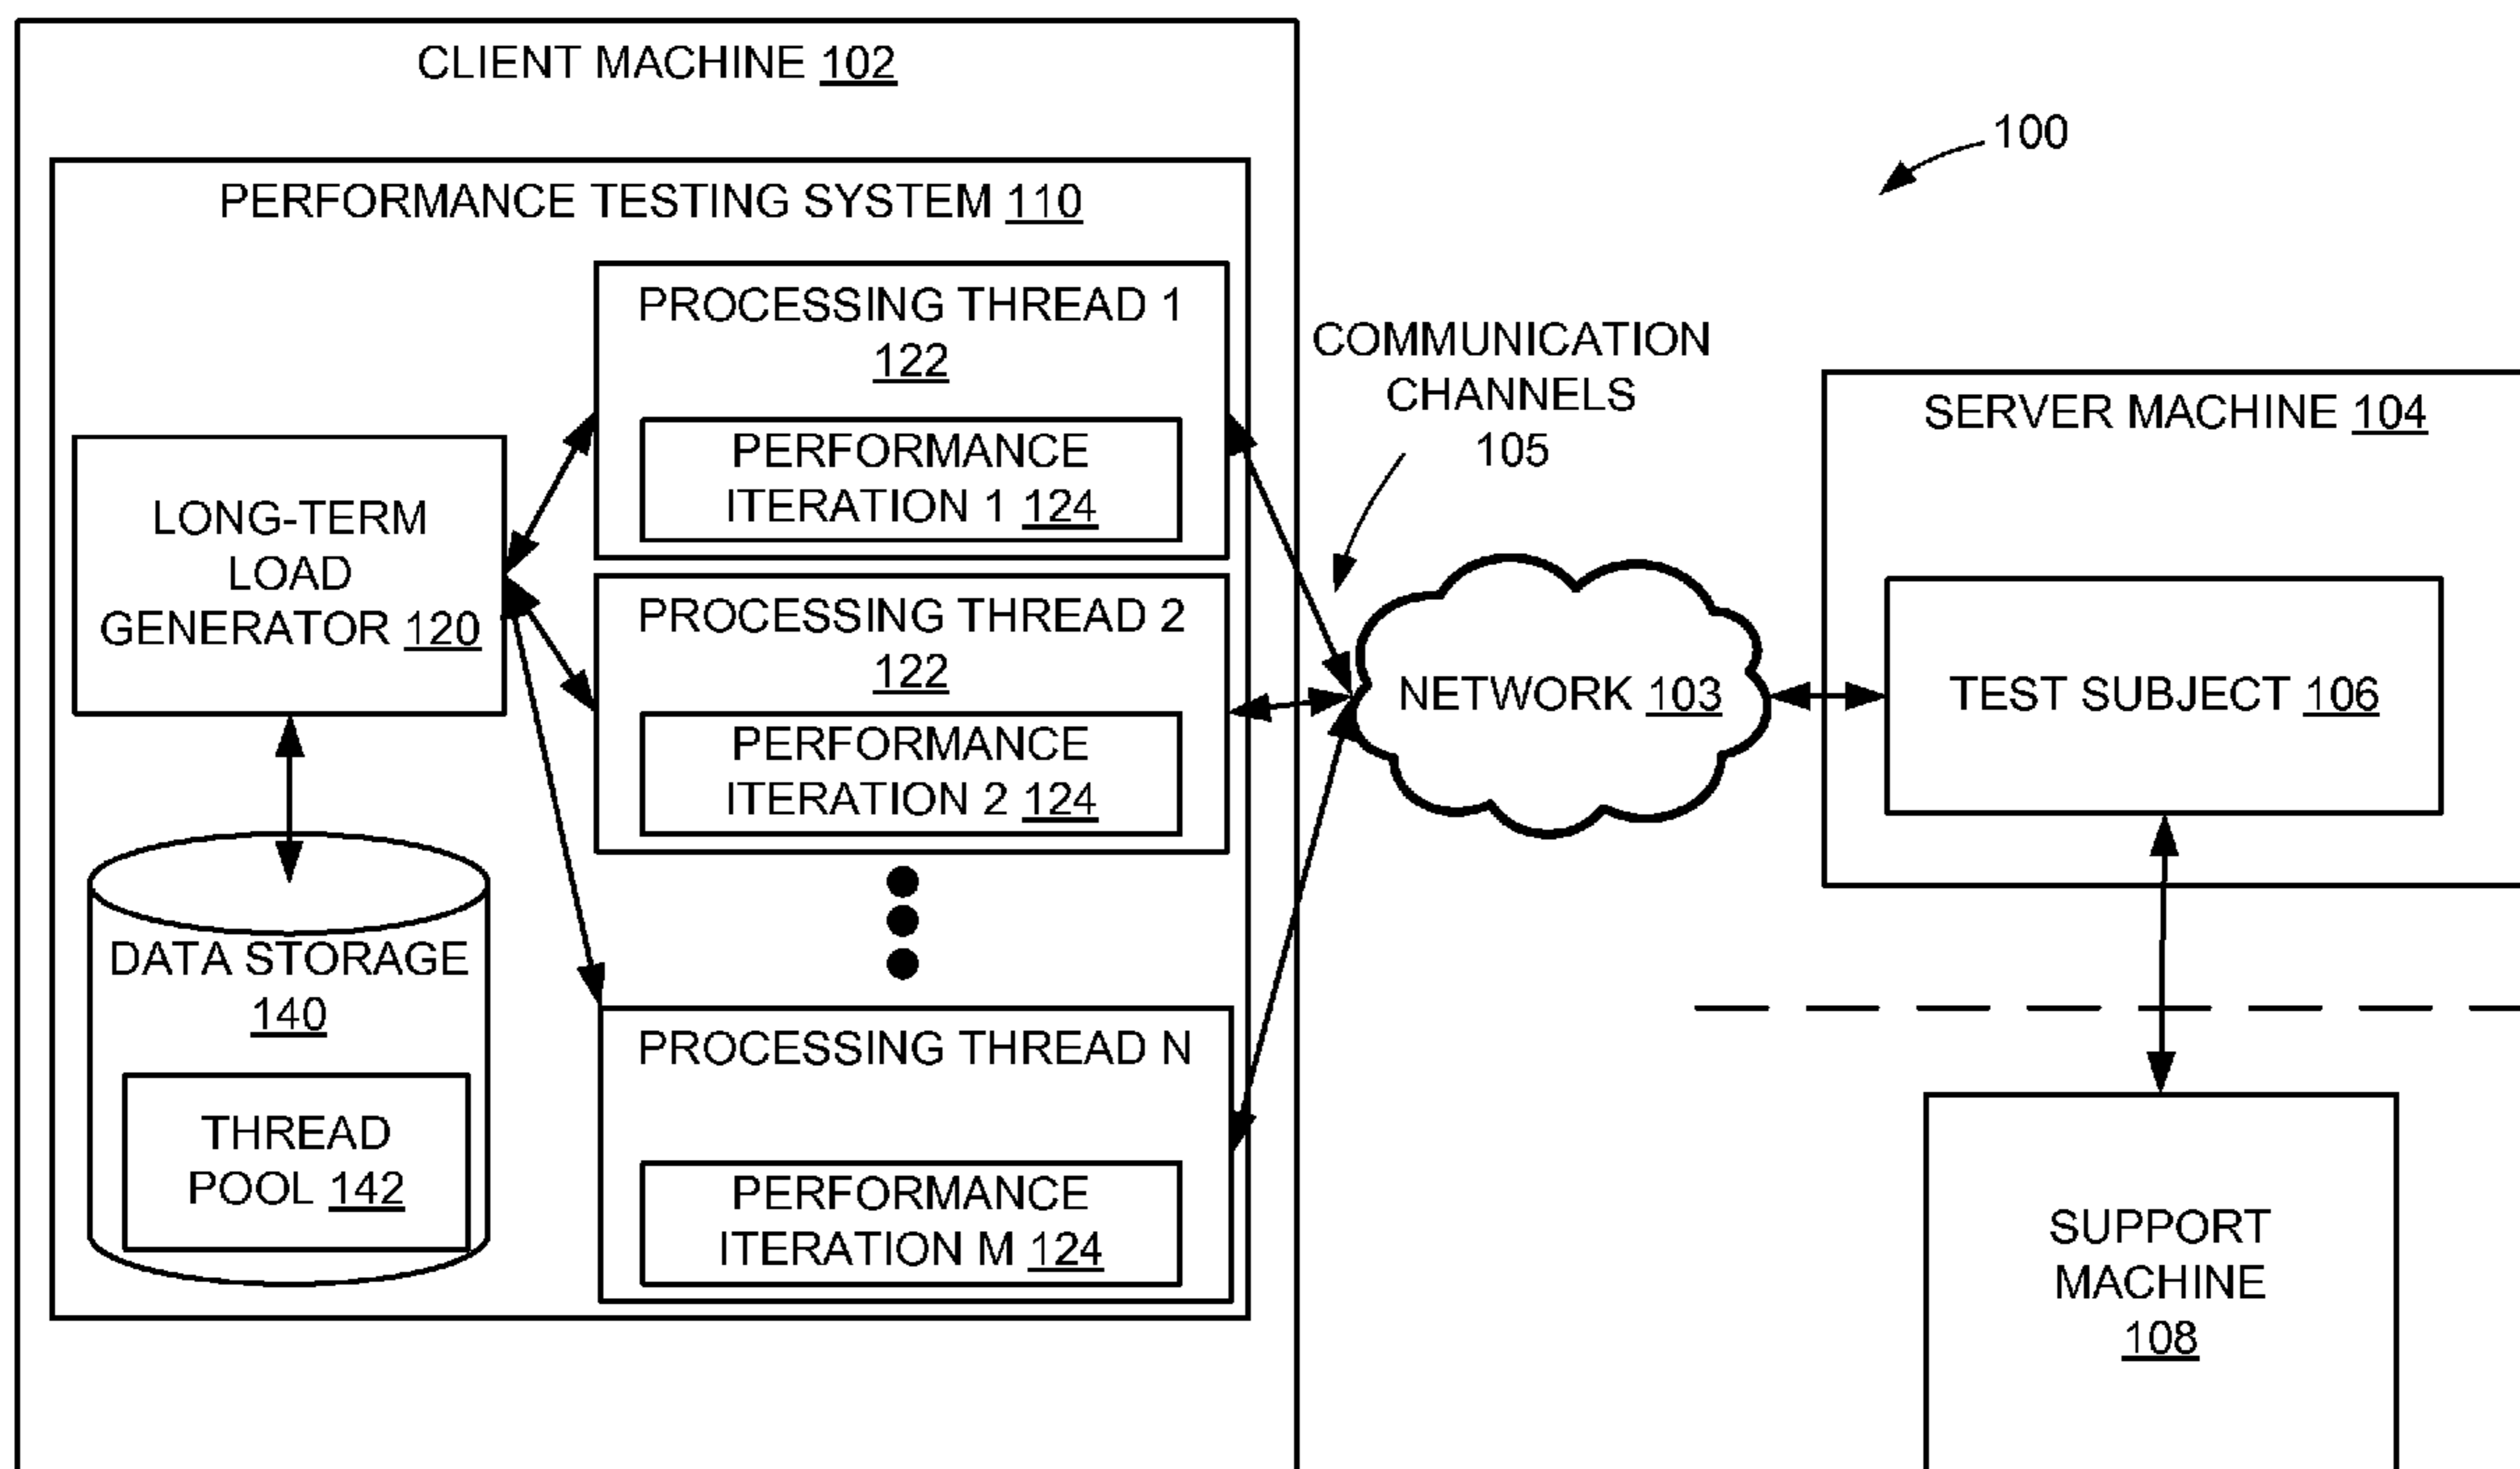 CLIENT MACHINE 102
100
PERFORMANCE TESTING SYSTEM 110
PROCESSING THREAD 1
122
PERFORMANCE
ITERATION 1 124
COMMUNICATION
CHANNELS
105
SERVER MACHINE 104
LONG-TERM
LOAD
GENERATOR 120
PROCESSING THREAD 2
122
PERFORMANCE
ITERATION 2 124
NETWORK 103
TEST SUBJECT 106
DATA STORAGE
140
THREAD
POOL 142
PROCESSING THREAD N
PERFORMANCE
ITERATION M 124
SUPPORT
MACHINE
108